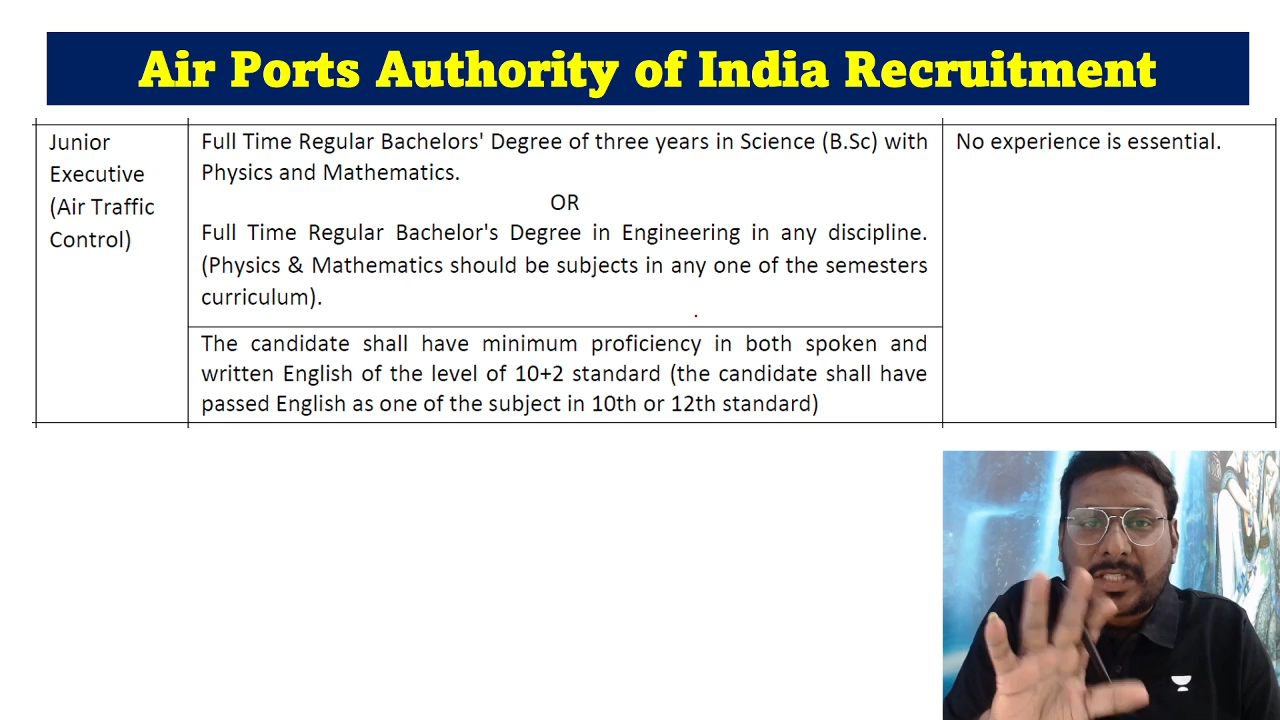 Air Ports Authority of India Recruitment
Junior
Executive
(Air Traffic
Control)
Full Time Regular Bachelors' Degree of three years in Science (B.Sc) with
Physics and Mathematics.
OR
Full Time Regular Bachelor's Degree in Engineering in any discipline.
(Physics & Mathematics should be subjects in any one of the semesters
curriculum).
The candidate shall have minimum proficiency in both spoken and
written English of the level of 10+2 standard (the candidate shall have
passed English as one of the subject in 10th or 12th standard)
No experience is essential.